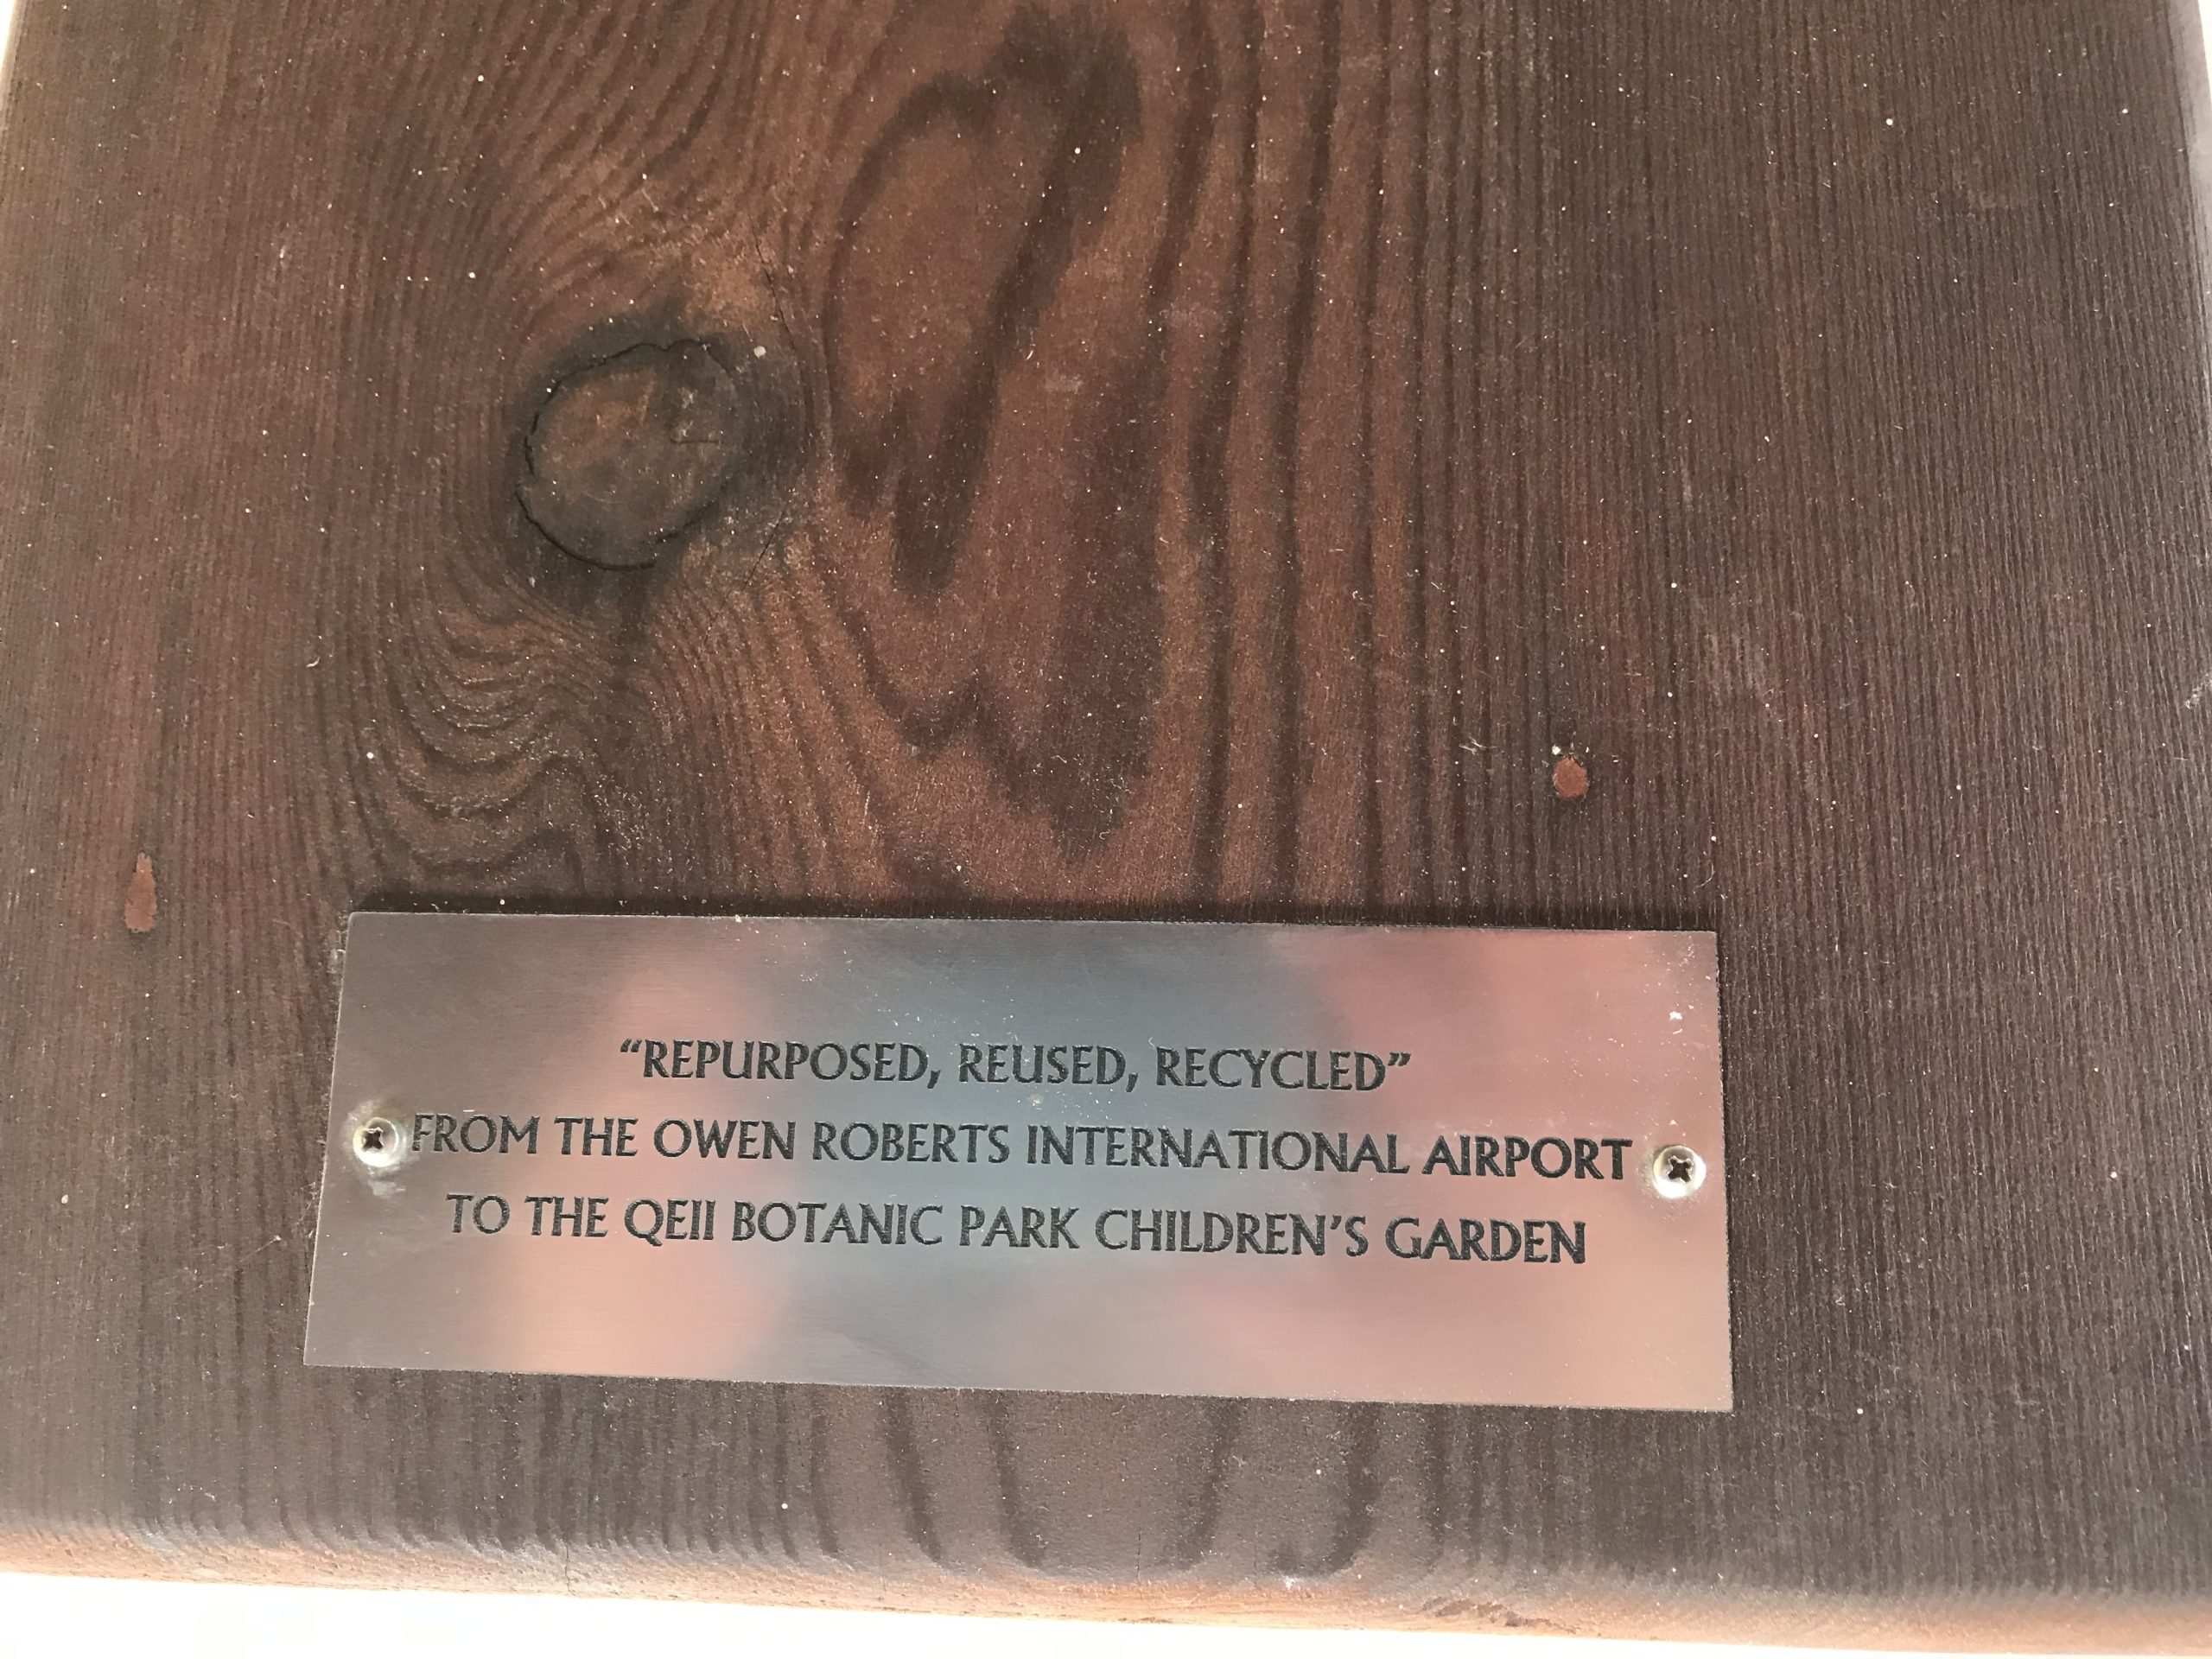 “REPURPOSED, REUSED, RECYCLED”
FROM THE OWEN ROBERTS INTERNATIONAL AIRPORT
TO THE QEII BOTANIC PARK CHILDREN’S GARDEN